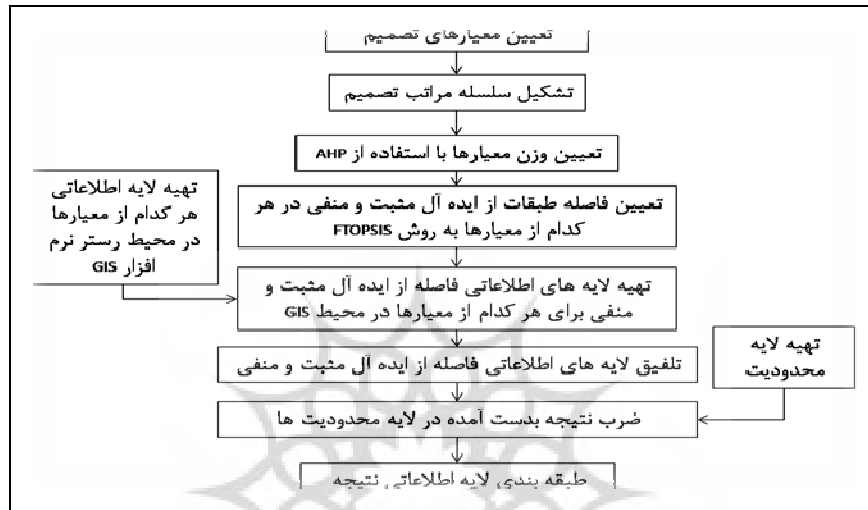 تعیین معیارهای تصمیم
تشکیل سلسله مراتب تصمیم
تعیین وزن معیارها با استفاده از AHP
تهیه لایه اطلاعاتی
هر کدام از معیارها
در محیط رستر نرم
افزار GIS
تعیین فاصله طبقات از ایده آل مثبت و منفی در هر
کدام از معیارها به روش FTOPSIS
تهیه لایه های اطلاعاتی فاصله از ایده آل مثبت و
منفی برای هر کدام از معیارها در محیط GIS
تلفیق لایه های اطلاعاتی فاصله از ایده آل مثبت و منفی
تهیه لایه
محدودیت
ضرب نتیجه بدست آمده در لایه محدودیت ها
طبقه بندی لایه اطلاعاتی نتیجه